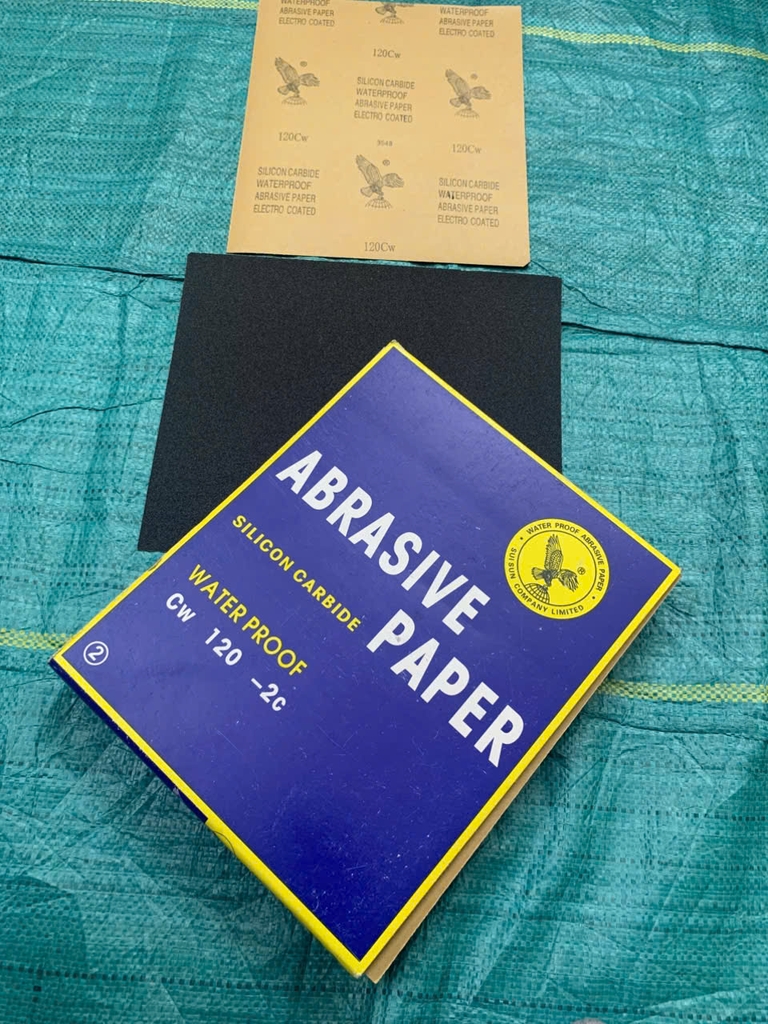 WATERPROOF
ABRASIVE PAPER
ELECTRO COATED
WATERPROOF
ABRASIVE PAPER
ELECTRO COATED
120Cw
®
SILICON CARBIDE
WATERPROOF
ABRASIVE PAPER
ELECTRO COATED
®
120Cw
120Cw
SILICON CARBIDE
WATERPROOF
ABRASIVE PAPER
ELECTRO COATED
®
SILICON CARBIDE
WATERPROOF
ABRASIVE PAPER
ELECTRO COATED
120Cw
ABRASIVE
PAPER
SILICON CARBIDE
WATER PROOF
CW 120 -2c
②
WATER PROOF ABRASIVE PAPER
®
SUISUN COMPANY LIMITED